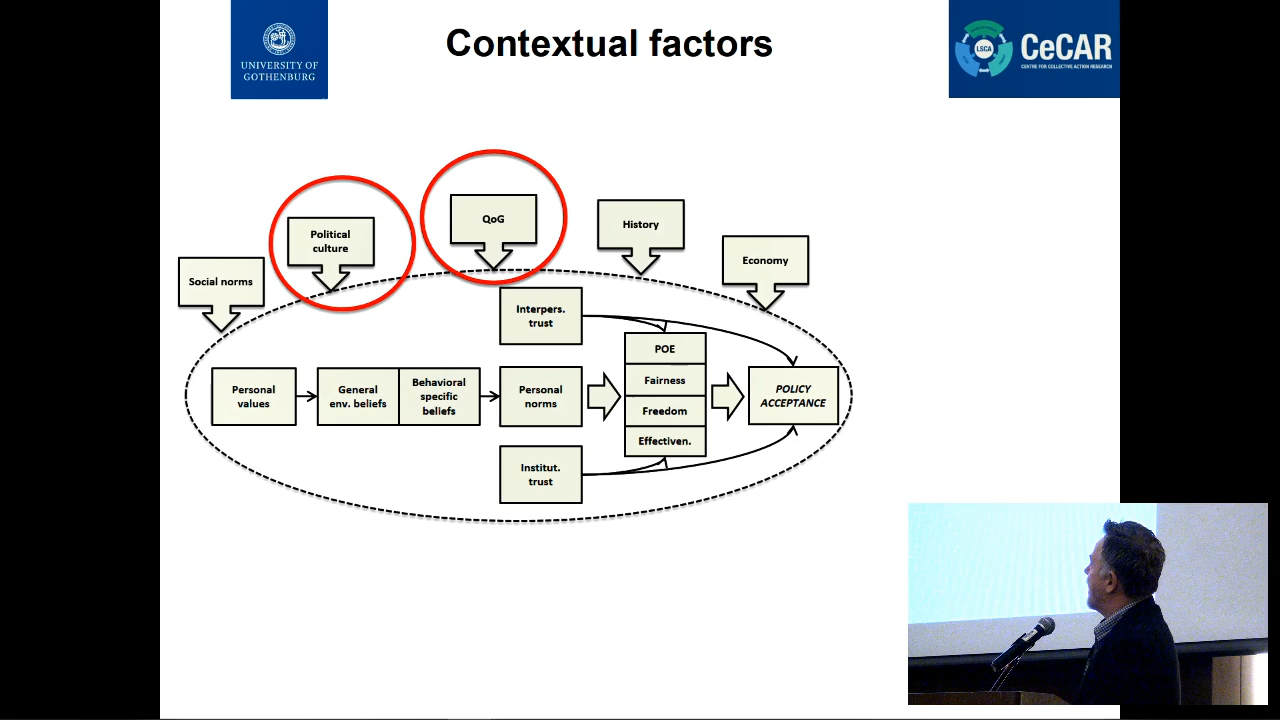 UNIVERSITY OF
GOTHENBURG
Contextual factors
LSCA
CeCAR
CENTRE FOR COLLECTIVE ACTION RESEARCH
Social norms
Political
culture
QoG
History
Economy
Interpers.
trust
POE
Fairness
Freedom
Effectiven.
Personal
values
General
env. beliefs
Behavioral
specific
beliefs
Personal
norms
POLICY
ACCEPTANCE
Institut.
trust